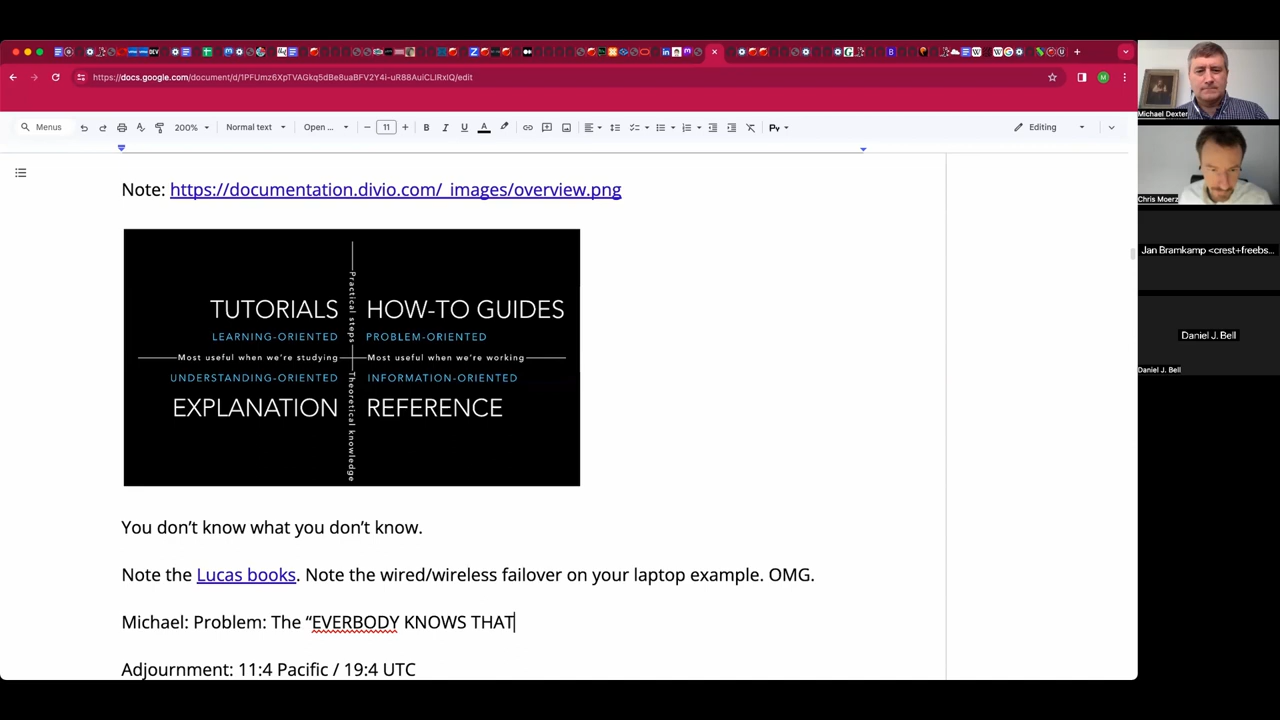 https://docs.google.com/document/d/1PFUmz6XpTVAGkq5dBe8uaBFV2Y4i-uR88AuiCLIRxIQ/edit
Menus
200%
Normal text
Open ...
11
Editing
Note: https://documentation.divio.com/_images/overview.png
Practical steps
TUTORIALS
HOW-TO GUIDES
LEARNING-ORIENTED
PROBLEM-ORIENTED
Most useful when we're studying
Most useful when we're working
UNDERSTANDING-ORIENTED
INFORMATION-ORIENTED
EXPLANATION
REFERENCE
Theoretical knowledge
You don’t know what you don’t know.
Note the Lucas books. Note the wired/wireless failover on your laptop example. OMG.
Michael: Problem: The “EVERBODY KNOWS THAT
Adjournment: 11:4 Pacific / 19:4 UTC
Michael Dexter
Chris Moerz
Jan Bramkamp <crest+freebs...
Daniel J. Bell
Daniel J. Bell